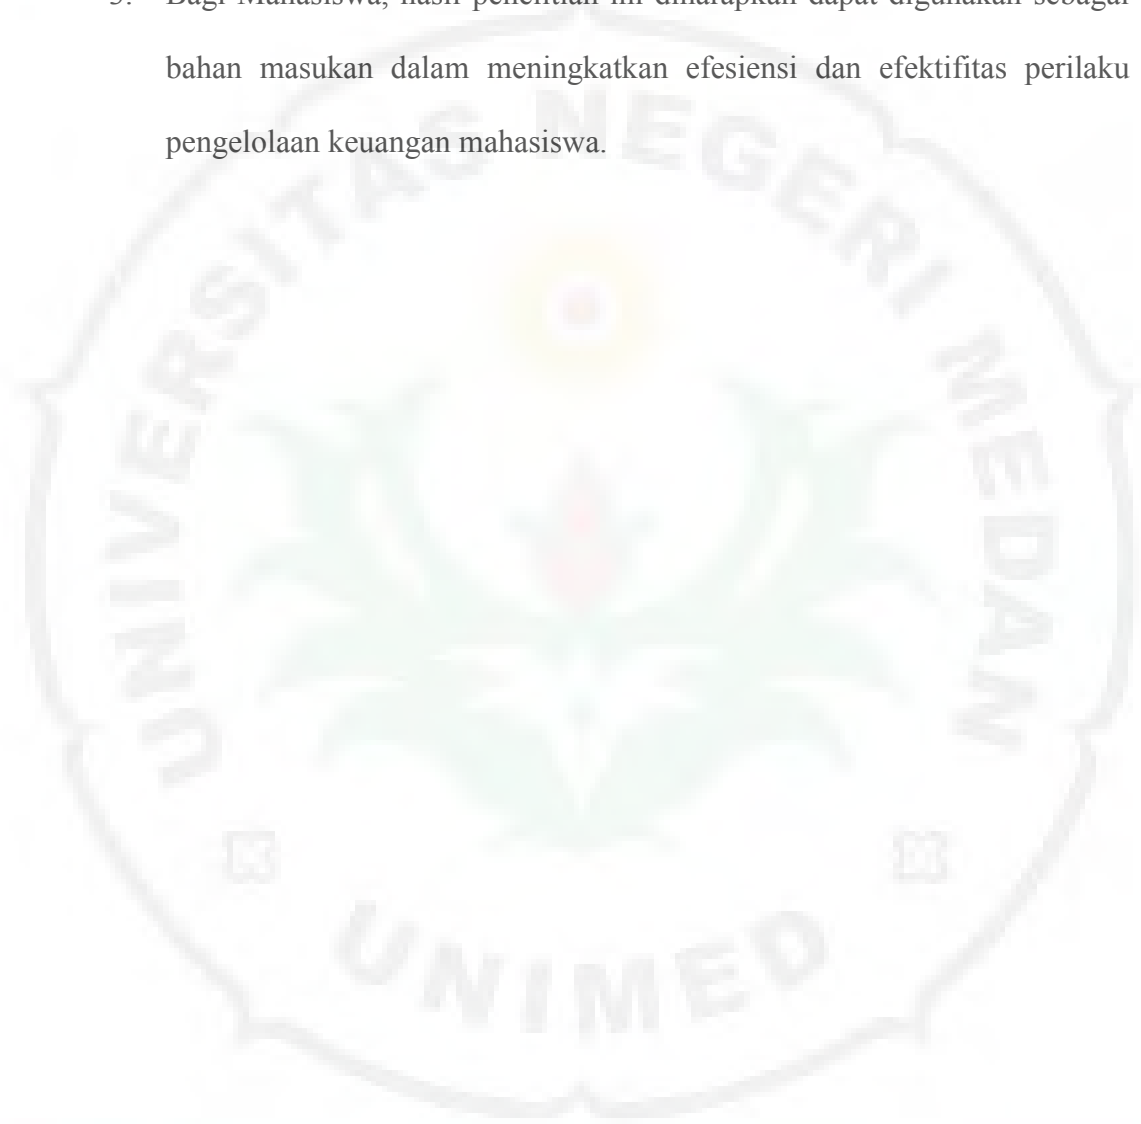 3. Bagi Mahasiswa, hasil penelitian ini diharapkan dapat digunakan sebagai
bahan masukan dalam meningkatkan efesiensi dan efektifitas perilaku
pengelolaan keuangan mahasiswa.
UNIVERSITAS NEGERI MEDAN
UNIMED